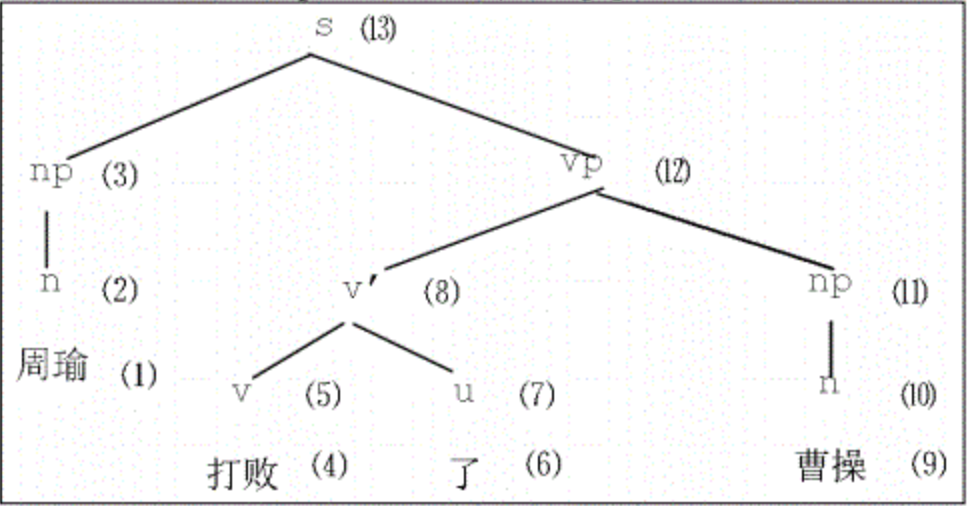 s (13)
np (3) vp (12)
n (2) v' (8) np (11)
周瑜 (1) v (5) u (7) n (10)
打败 (4) 了 (6) 曹操 (9)